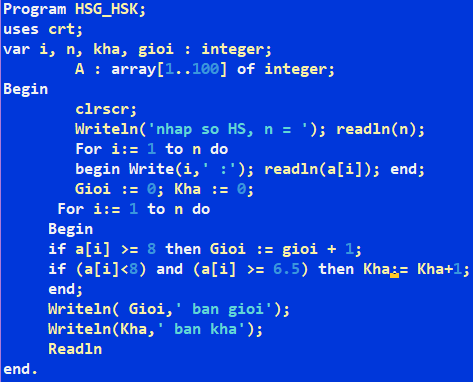 Program HSG_HSK;
uses crt;
var i, n, kha, gioi : integer;
A : array[1..100] of integer;
Begin
clrscr;
Writeln('nhap so HS, n = '); readln(n);
For i:= 1 to n do
begin Write(i,' :'); readln(a[i]); end;
Gioi := 0; Kha := 0;
For i:= 1 to n do
Begin
if a[i] >= 8 then Gioi := gioi + 1;
if (a[i]<8) and (a[i] >= 6.5) then Kha:= Kha+1;
end;
Writeln( Gioi,' ban gioi');
Writeln(Kha,' ban kha');
Readln
end.